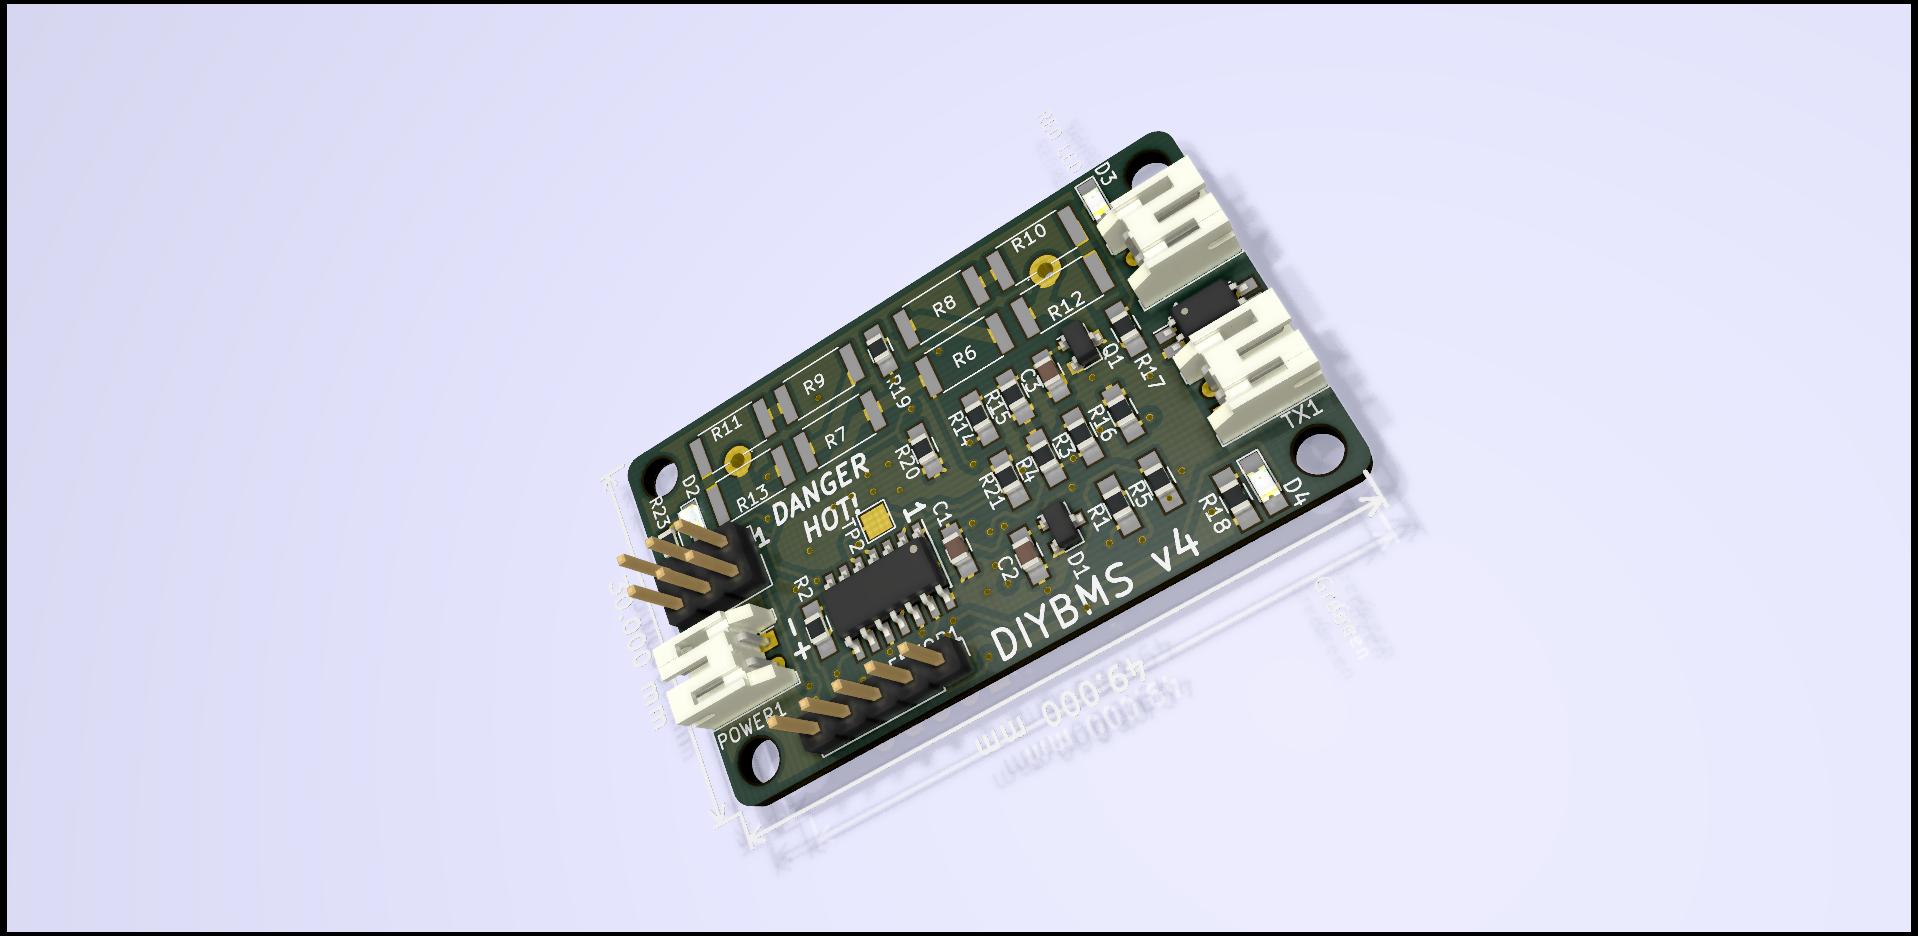 D3
R10
R8
R12
R6
Q1
R17
R9
R19
C3
R15
R14
R16
R11
R7
R3
R20
R4
R21
TX1
D2
R13
DANGER
HOT!
R23
TP2
1
1
C1
R1
R5
R18
D4
R2
C2
D1
DIYBMS v4
-
+
POWER1
49.000 mm
30.000 mm